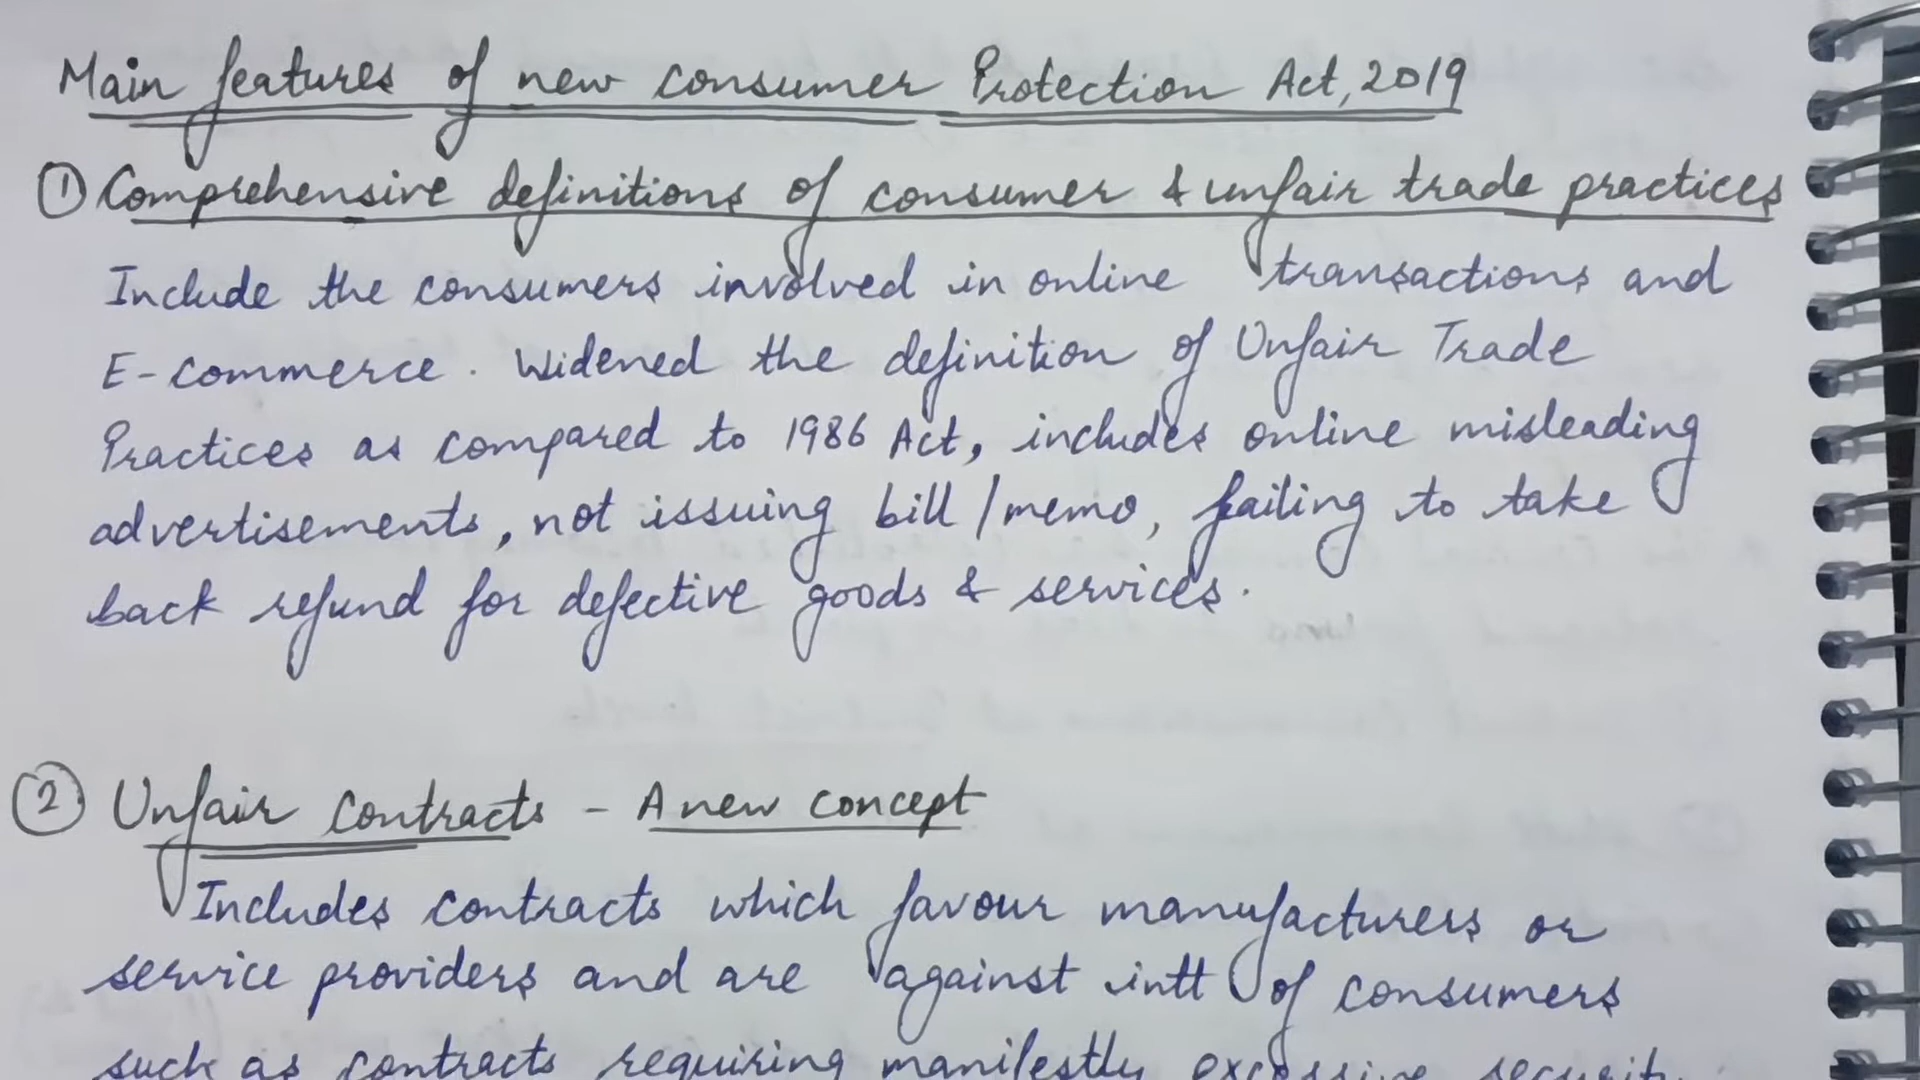 Main features of new consumer Protection Act, 2019
① Comprehensive definitions of consumer & unfair trade practices
Include the consumers involved in online transactions and
E-commerce. Widened the definition of Unfair Trade
Practices as compared to 1986 Act, includes online misleading
advertisements, not issuing bill/memo, failing to take
back refund for defective goods & services.
② Unfair Contracts - A new concept
Includes contracts which favour manufacturers or
service providers and are against intt of consumers
such as contracts requiring manifestly excessive security